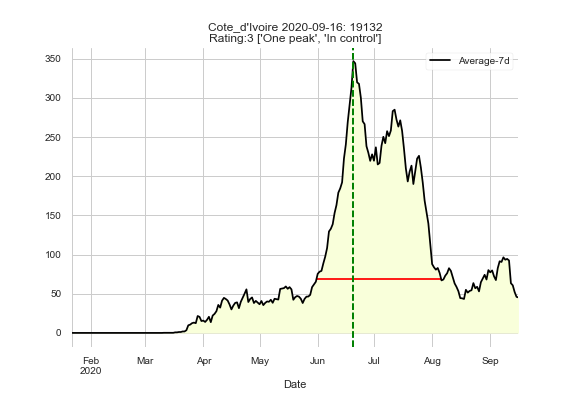 Cote_d'Ivoire 2020-09-16: 19132
Rating:3 ['One peak', 'In control']
Average-7d
350
300
250
200
150
100
50
0
Feb Mar Apr May Jun Jul Aug Sep
2020
Date